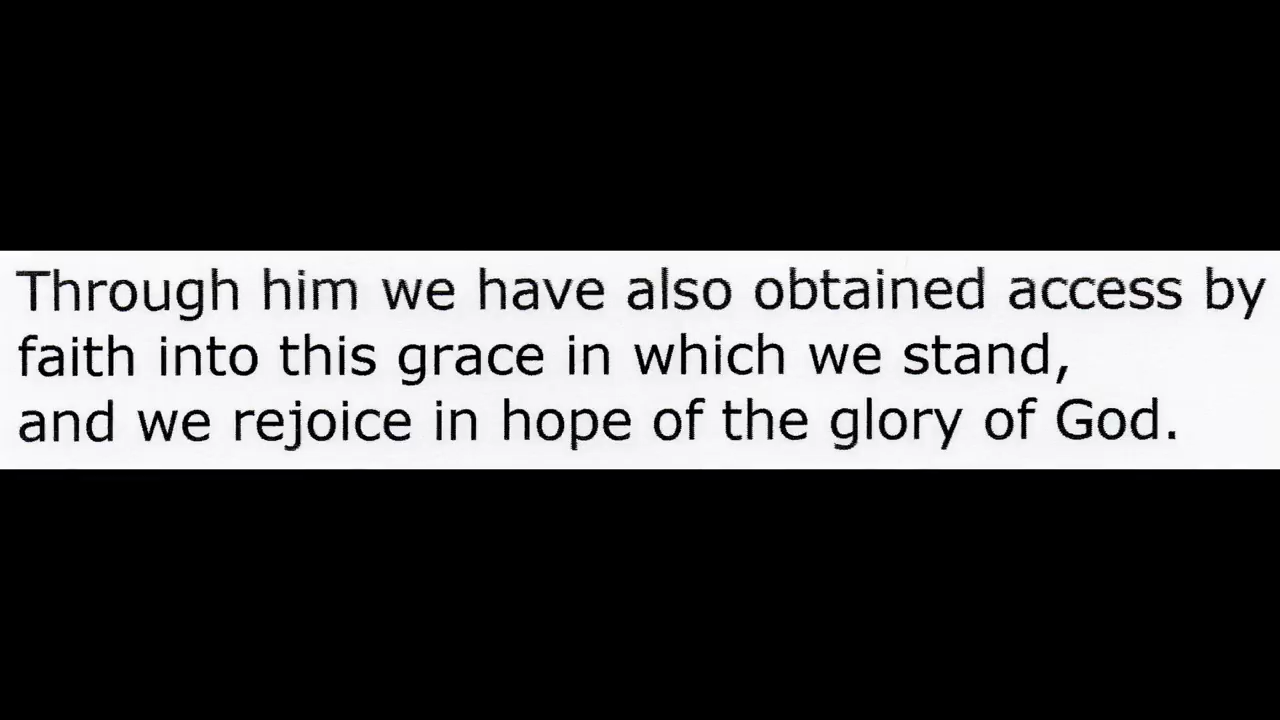 Through him we have also obtained access by
faith into this grace in which we stand,
and we rejoice in hope of the glory of God.